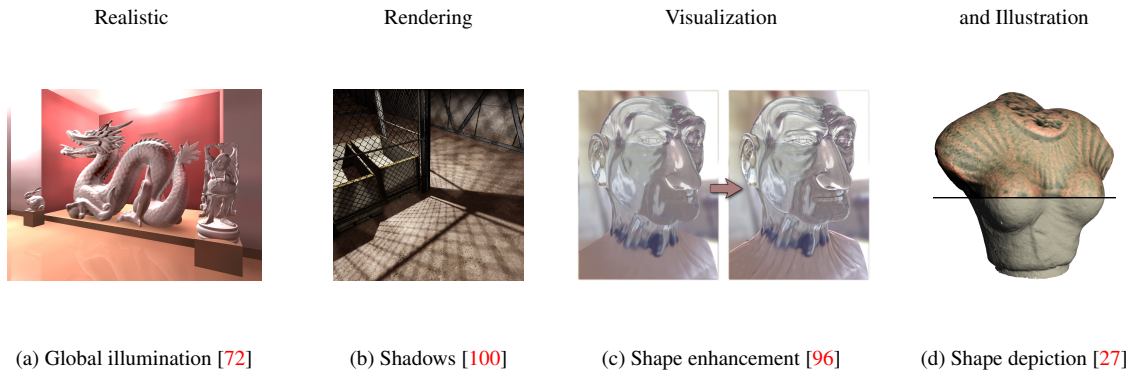 Realistic Rendering Visualization and Illustration
(a) Global illumination [72] (b) Shadows [100] (c) Shape enhancement [96] (d) Shape depiction [27]